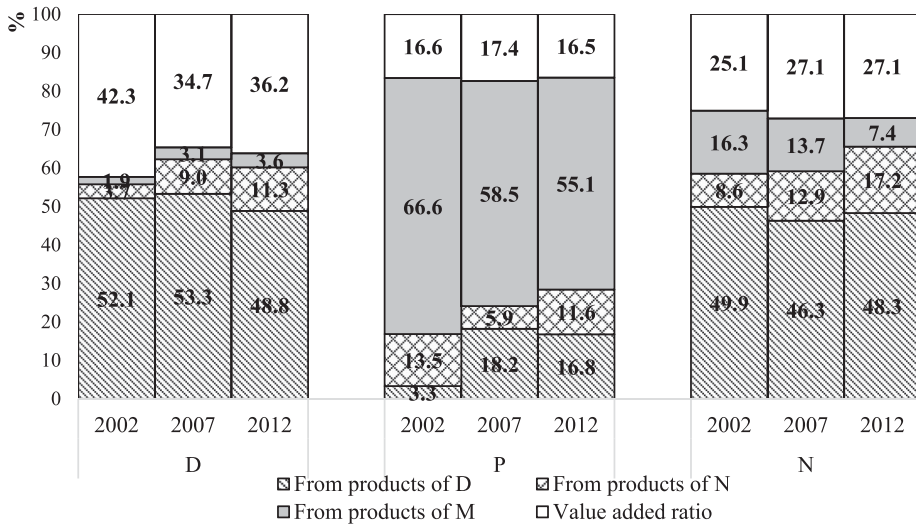 %
100
90
80
70
60
50
40
30
20
10
0
42.3 34.7 36.2
1.9 3.1 3.6
3.7 9.0 11.3
52.1 53.3 48.8
16.6 17.4 16.5
66.6 58.5 55.1
13.5 5.9 11.6
3.3 18.2 16.8
25.1 27.1 27.1
16.3 13.7 7.4
8.6 12.9 17.2
49.9 46.3 48.3
2002 2007 2012 2002 2007 2012 2002 2007 2012
D P N
From products of D From products of N
From products of M Value added ratio